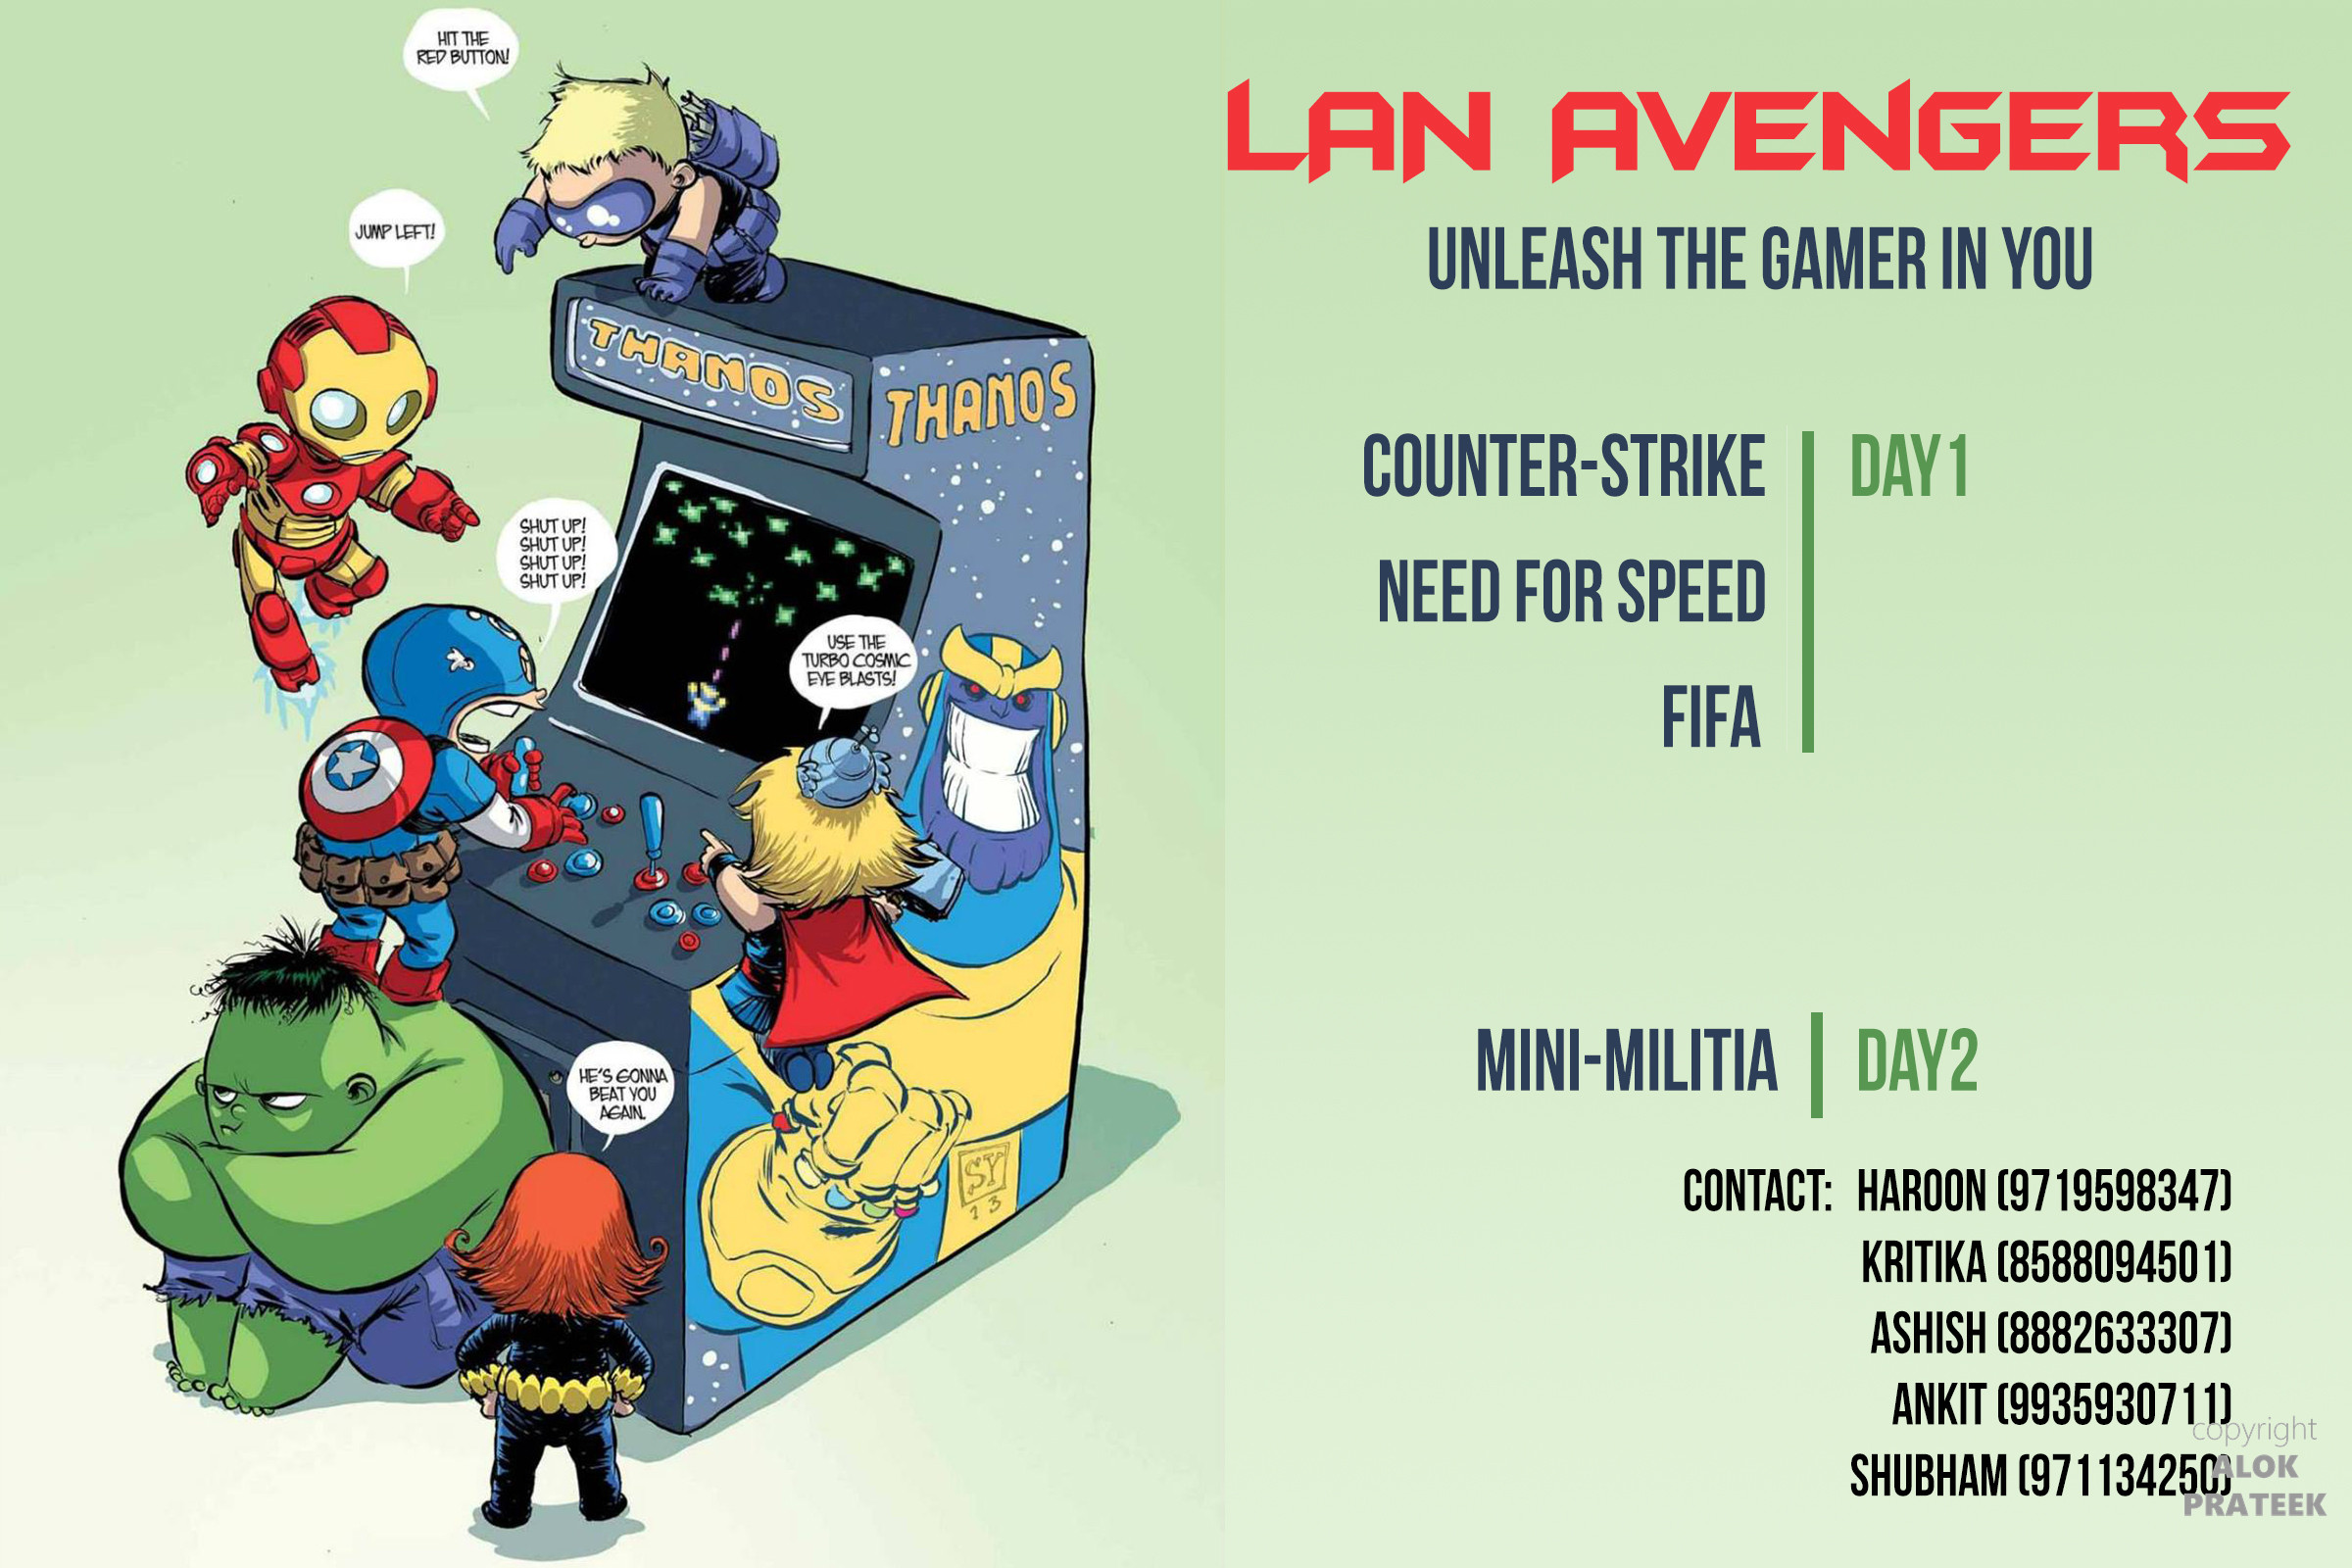 HIT THE
RED BUTTON!
JUMP LEFT!
SHUT UP!
SHUT UP!
SHUT UP!
SHUT UP!
THANOS
THANOS
USE THE
TURBO COSMIC
EYE BLASTS!
HE'S GONNA
BEAT YOU
AGAIN.
SY
13
LAN AVENGERS
UNLEASH THE GAMER IN YOU
COUNTER-STRIKE DAY1
NEED FOR SPEED
FIFA
MINI-MILITIA DAY2
CONTACT: HAROON (9719598347)
KRITIKA (8588094501)
ASHISH (8882633307)
ANKIT (9935930711)
SHUBHAM (9711134250)
copyright
ALOK
PRATEEK